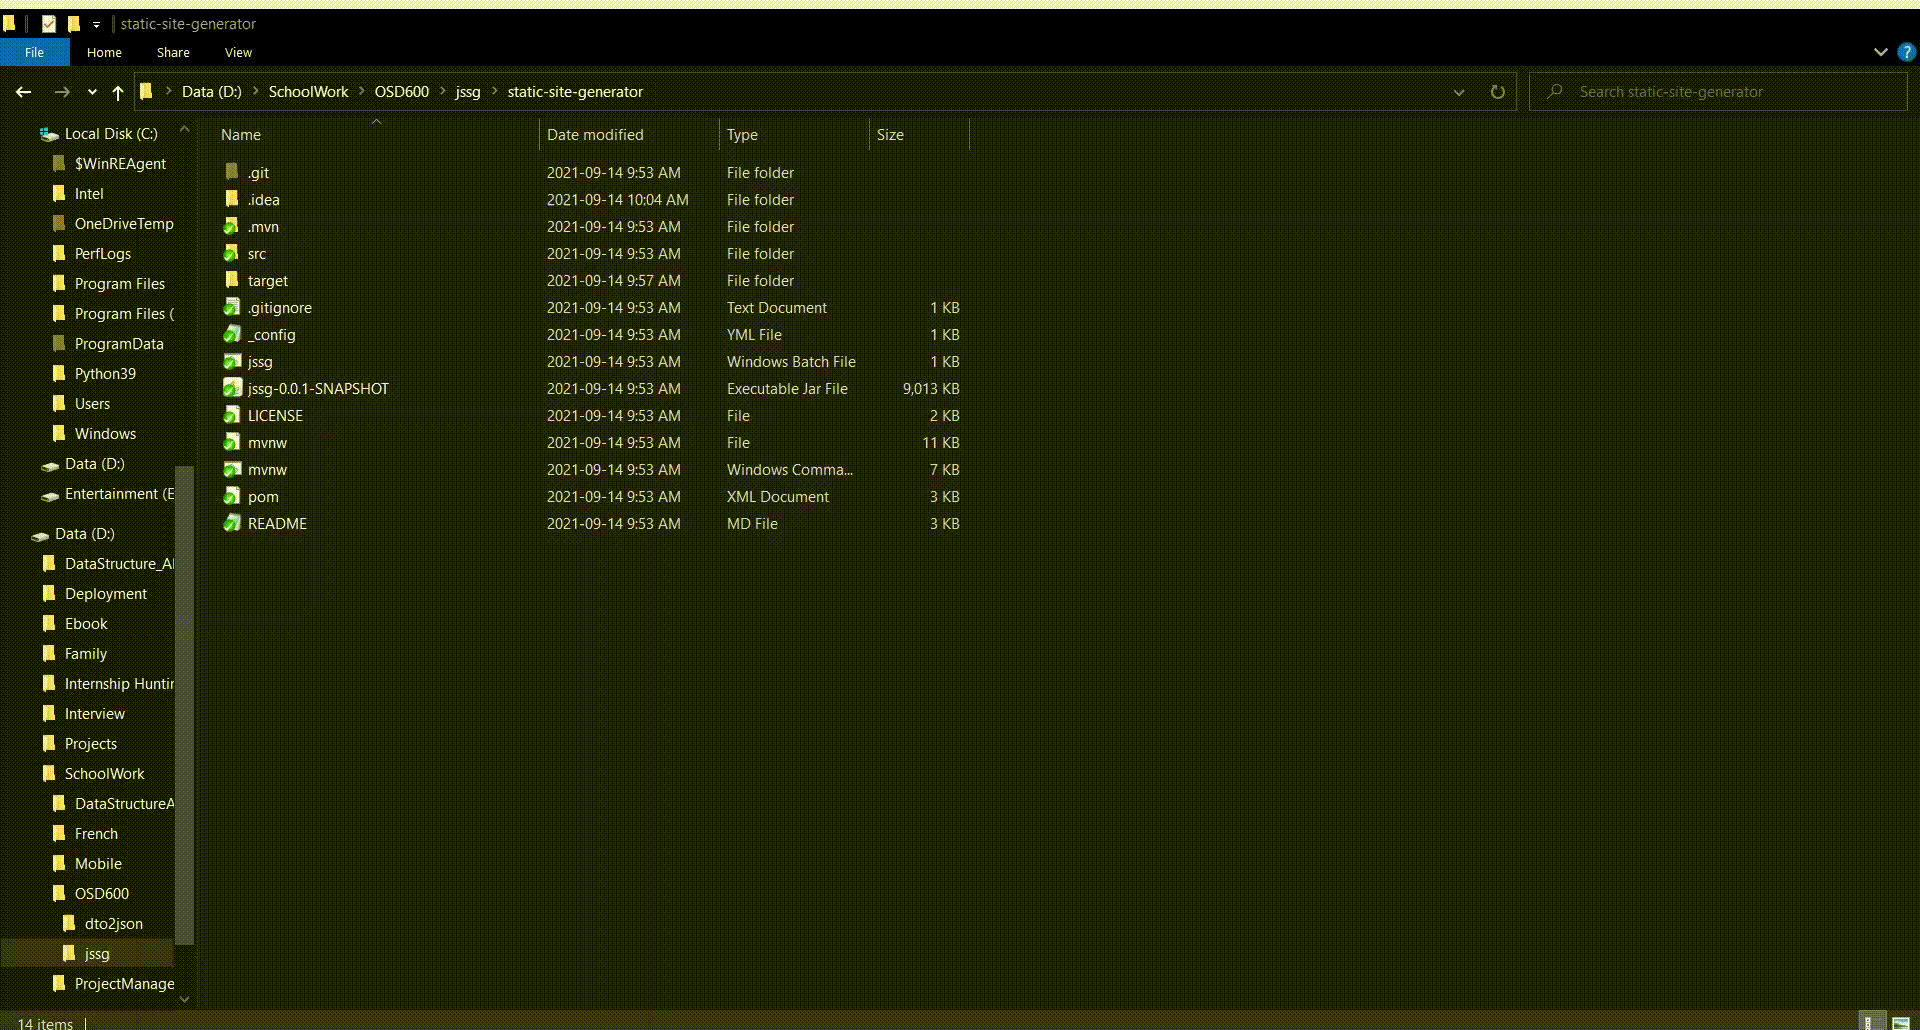 static-site-generator
File Home Share View
Data (D:) SchoolWork OSD600 jssg static-site-generator
Search static-site-generator
Local Disk (C:)
$WinREAgent
Intel
OneDriveTemp
PerfLogs
Program Files
Program Files (
ProgramData
Python39
Users
Windows
Data (D:)
Entertainment (E
Data (D:)
DataStructure_Al
Deployment
Ebook
Family
Internship Huntin
Interview
Projects
SchoolWork
DataStructureA
French
Mobile
OSD600
dto2json
jssg
ProjectManage
Name Date modified Type Size
.git 2021-09-14 9:53 AM File folder
.idea 2021-09-14 10:04 AM File folder
.mvn 2021-09-14 9:53 AM File folder
src 2021-09-14 9:53 AM File folder
target 2021-09-14 9:57 AM File folder
.gitignore 2021-09-14 9:53 AM Text Document 1 KB
_config 2021-09-14 9:53 AM YML File 1 KB
jssg 2021-09-14 9:53 AM Windows Batch File 1 KB
jssg-0.0.1-SNAPSHOT 2021-09-14 9:53 AM Executable Jar File 9,013 KB
LICENSE 2021-09-14 9:53 AM File 2 KB
mvnw 2021-09-14 9:53 AM File 11 KB
mvnw 2021-09-14 9:53 AM Windows Comma... 7 KB
pom 2021-09-14 9:53 AM XML Document 3 KB
README 2021-09-14 9:53 AM MD File 3 KB
14 items